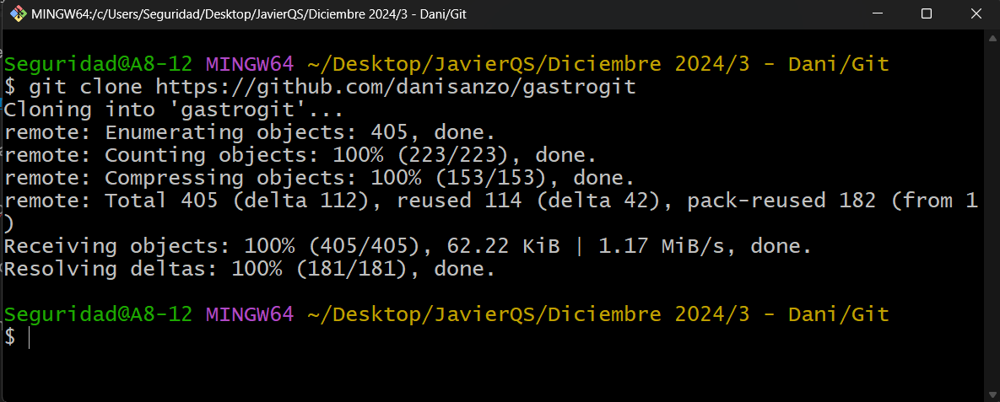 MINGW64:/c/Users/Seguridad/Desktop/JavierQS/Diciembre 2024/3 - Dani/Git
Seguridad@A8-12 MINGW64 ~/Desktop/JavierQS/Diciembre 2024/3 - Dani/Git
$ git clone https://github.com/danisanzo/gastrogit
Cloning into 'gastrogit'...
remote: Enumerating objects: 405, done.
remote: Counting objects: 100% (223/223), done.
remote: Compressing objects: 100% (153/153), done.
remote: Total 405 (delta 112), reused 114 (delta 42), pack-reused 182 (from 1
)
Receiving objects: 100% (405/405), 62.22 KiB | 1.17 MiB/s, done.
Resolving deltas: 100% (181/181), done.
Seguridad@A8-12 MINGW64 ~/Desktop/JavierQS/Diciembre 2024/3 - Dani/Git
$